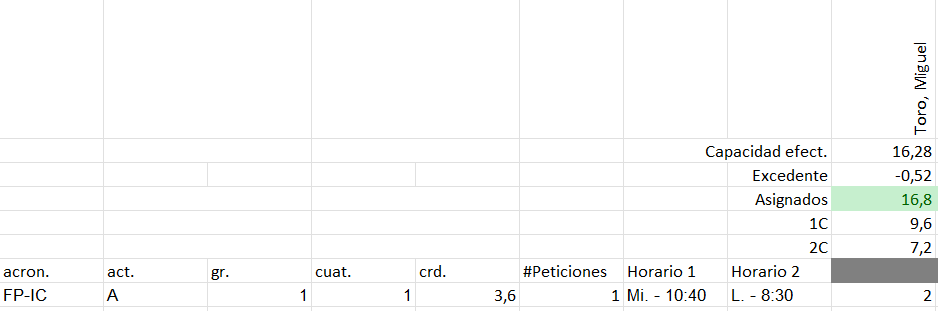 Toro, Miguel
Capacidad efect. 16,28
Excedente -0,52
Asignados 16,8
1C 9,6
2C 7,2
acron. act. gr. cuat. crd. #Peticiones Horario 1 Horario 2
FP-IC A 1 1 3,6 1 Mi. - 10:40 L. - 8:30 2